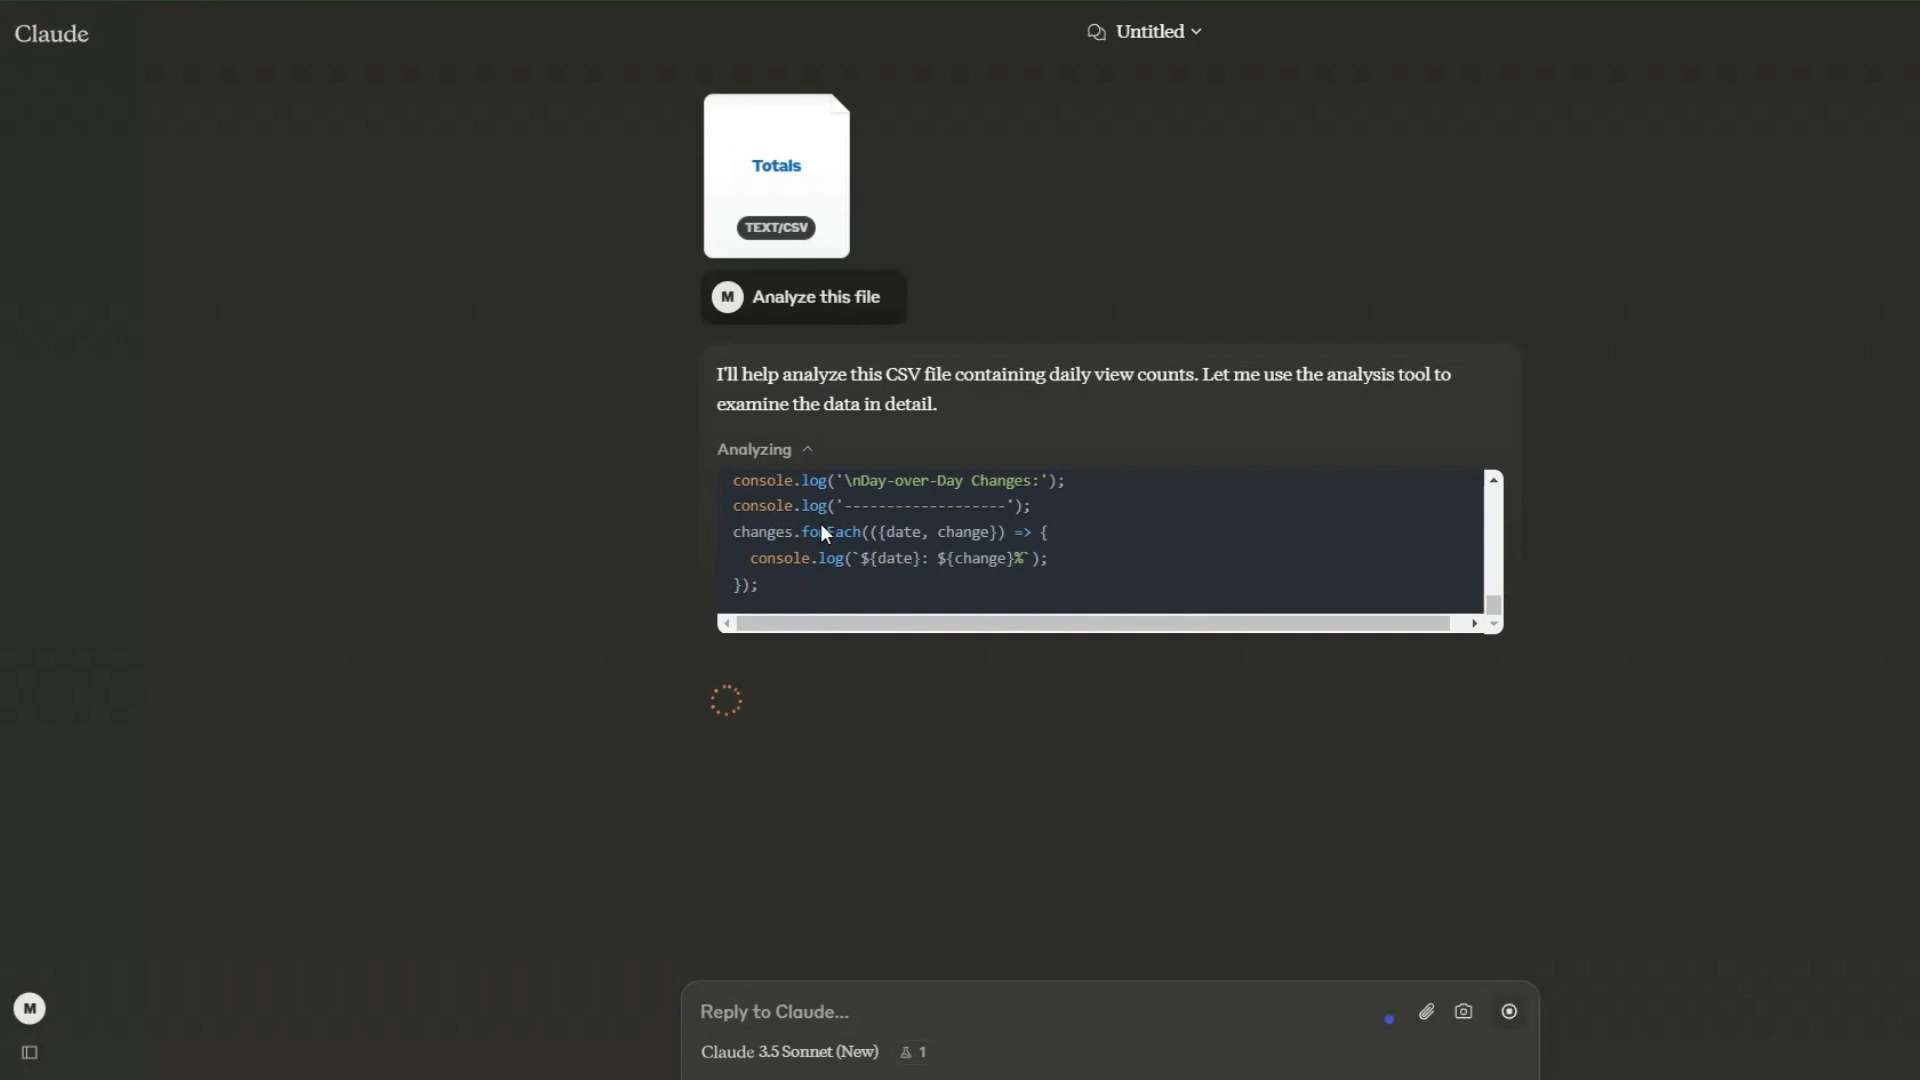 Claude
Untitled
Totals
TEXT/CSV
M Analyze this file
I'll help analyze this CSV file containing daily view counts. Let me use the analysis tool to
examine the data in detail.
Analyzing
console.log('\nDay-over-Day Changes:');
console.log('-------------------');
changes.forEach(({date, change}) => {
  console.log(`${date}: ${change}%`);
});
M
Reply to Claude...
Claude 3.5 Sonnet (New) 1